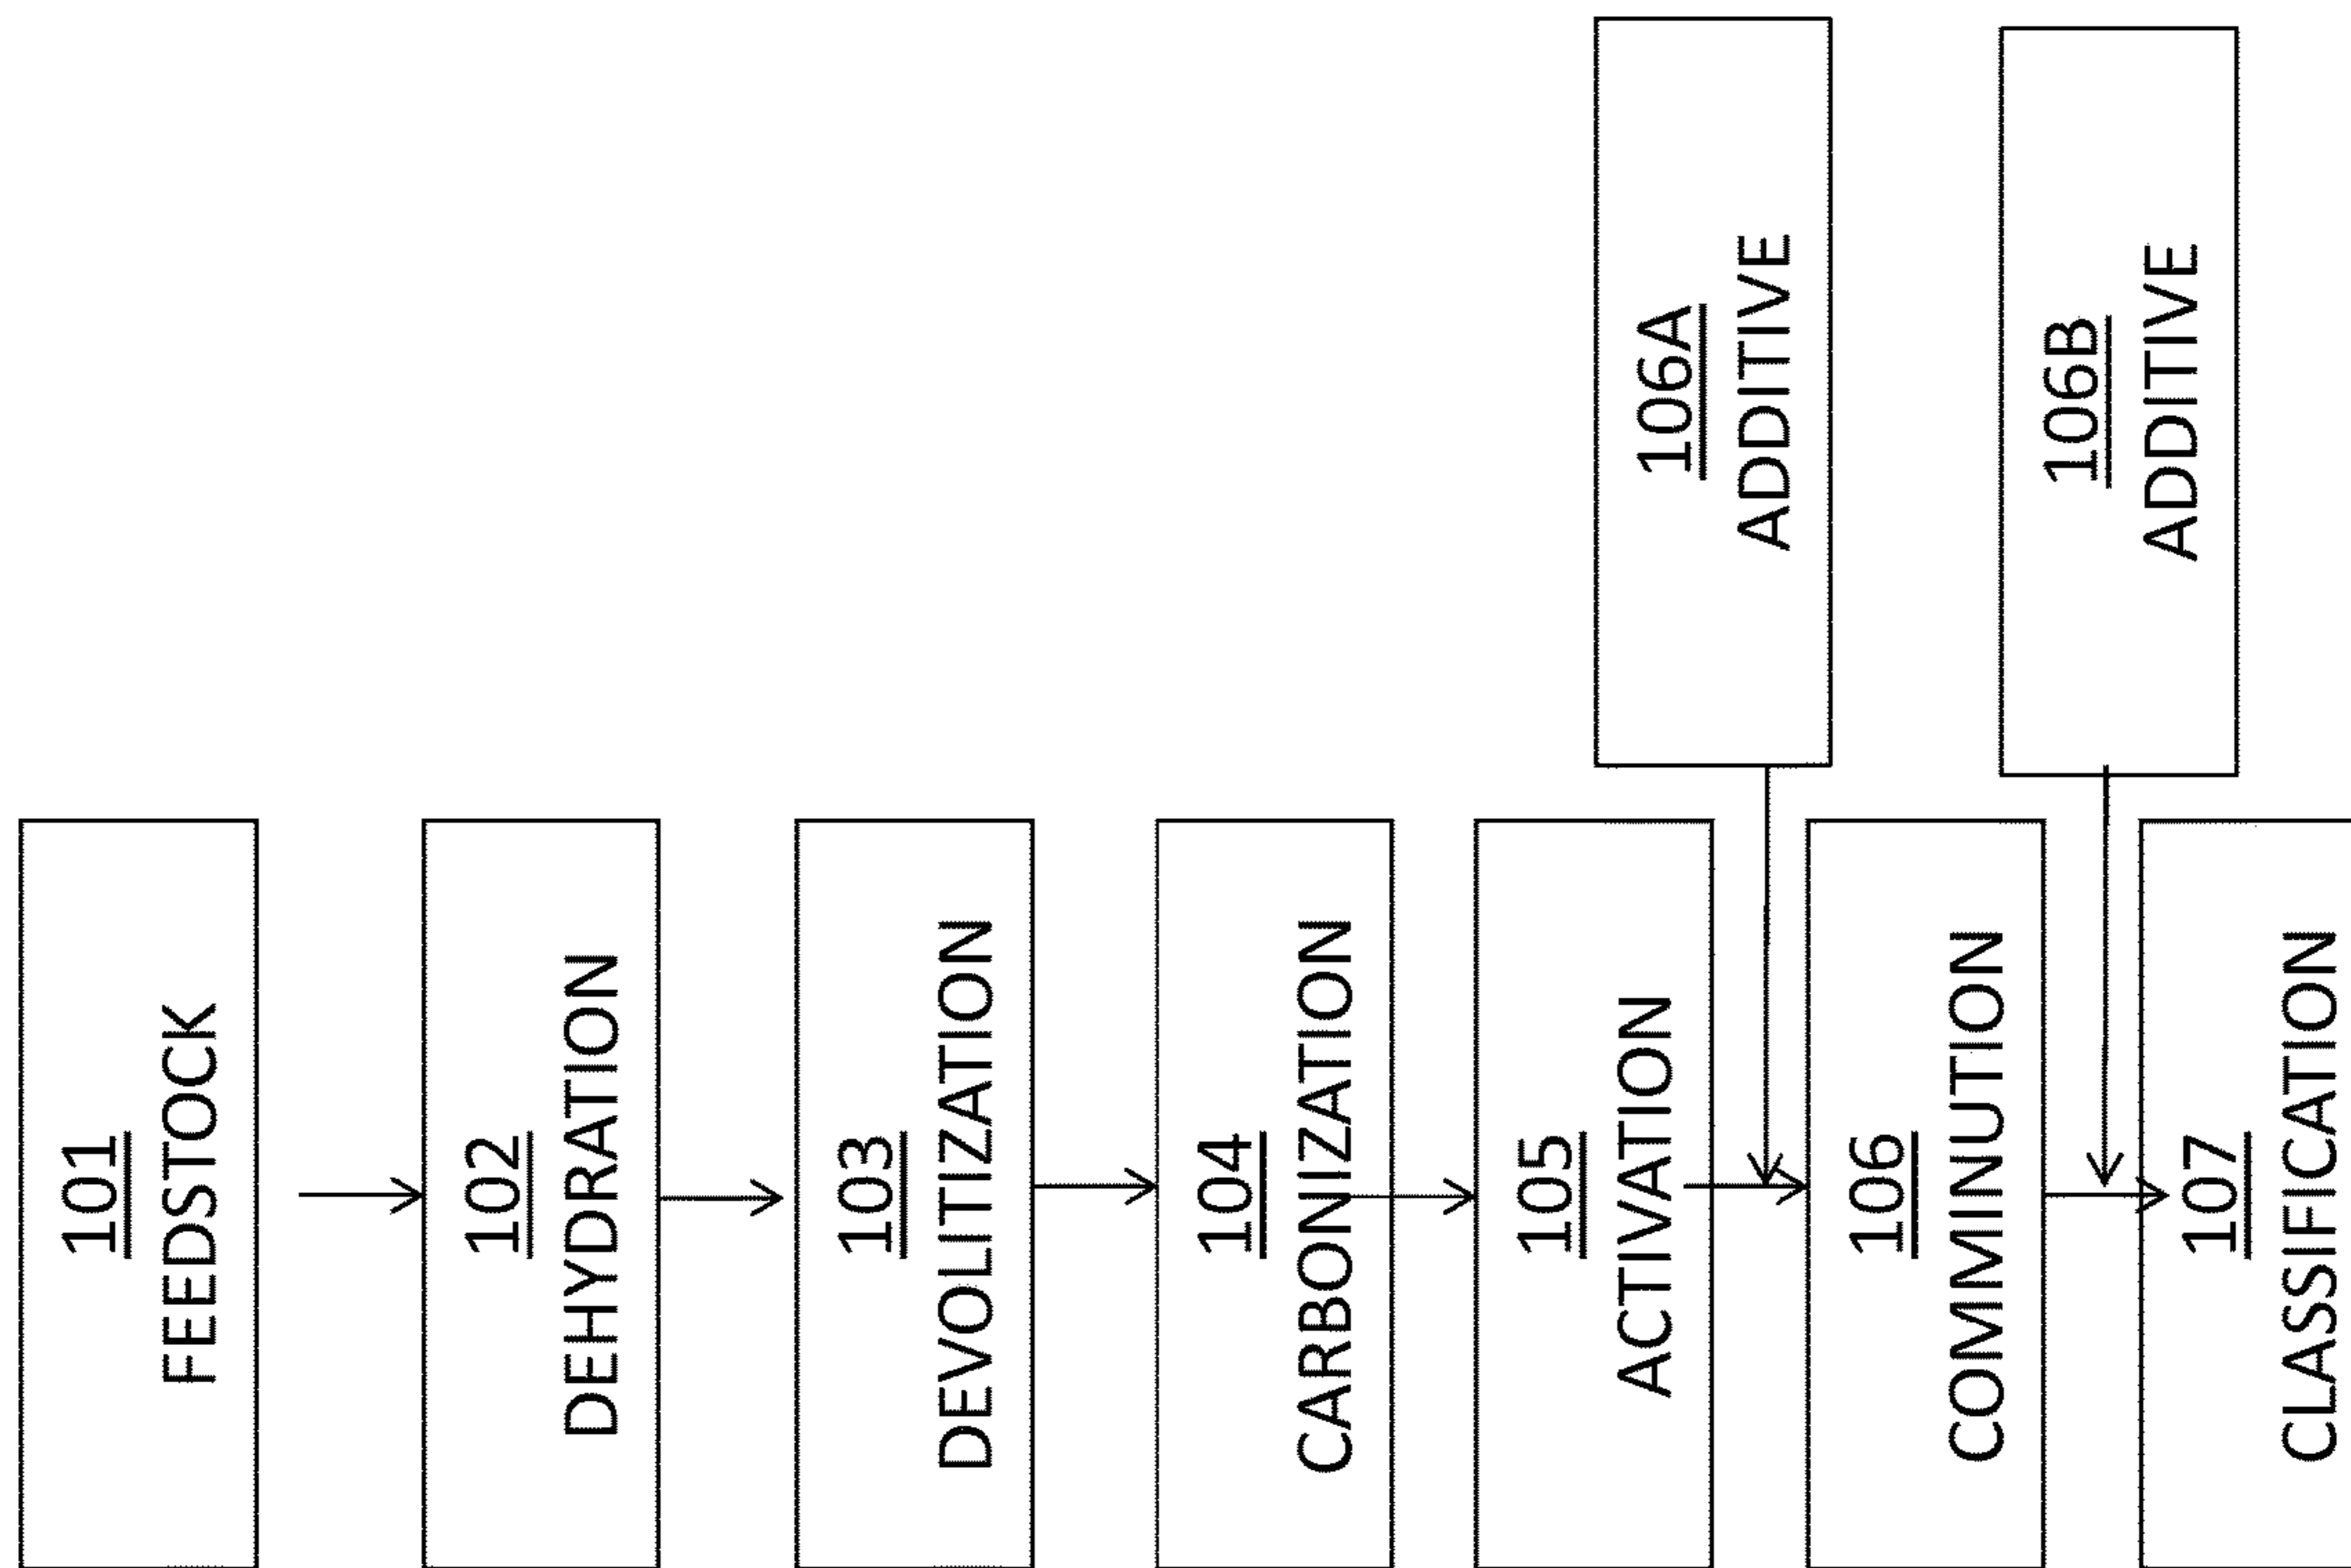 101
FEEDSTOCK
102
DEHYDRATION
103
DEVOLITIZATION
104
CARBONIZATION
105
ACTIVATION
106A
ADDITIVE
106
COMMINUTION
106B
ADDITIVE
107
CLASSIFICATION